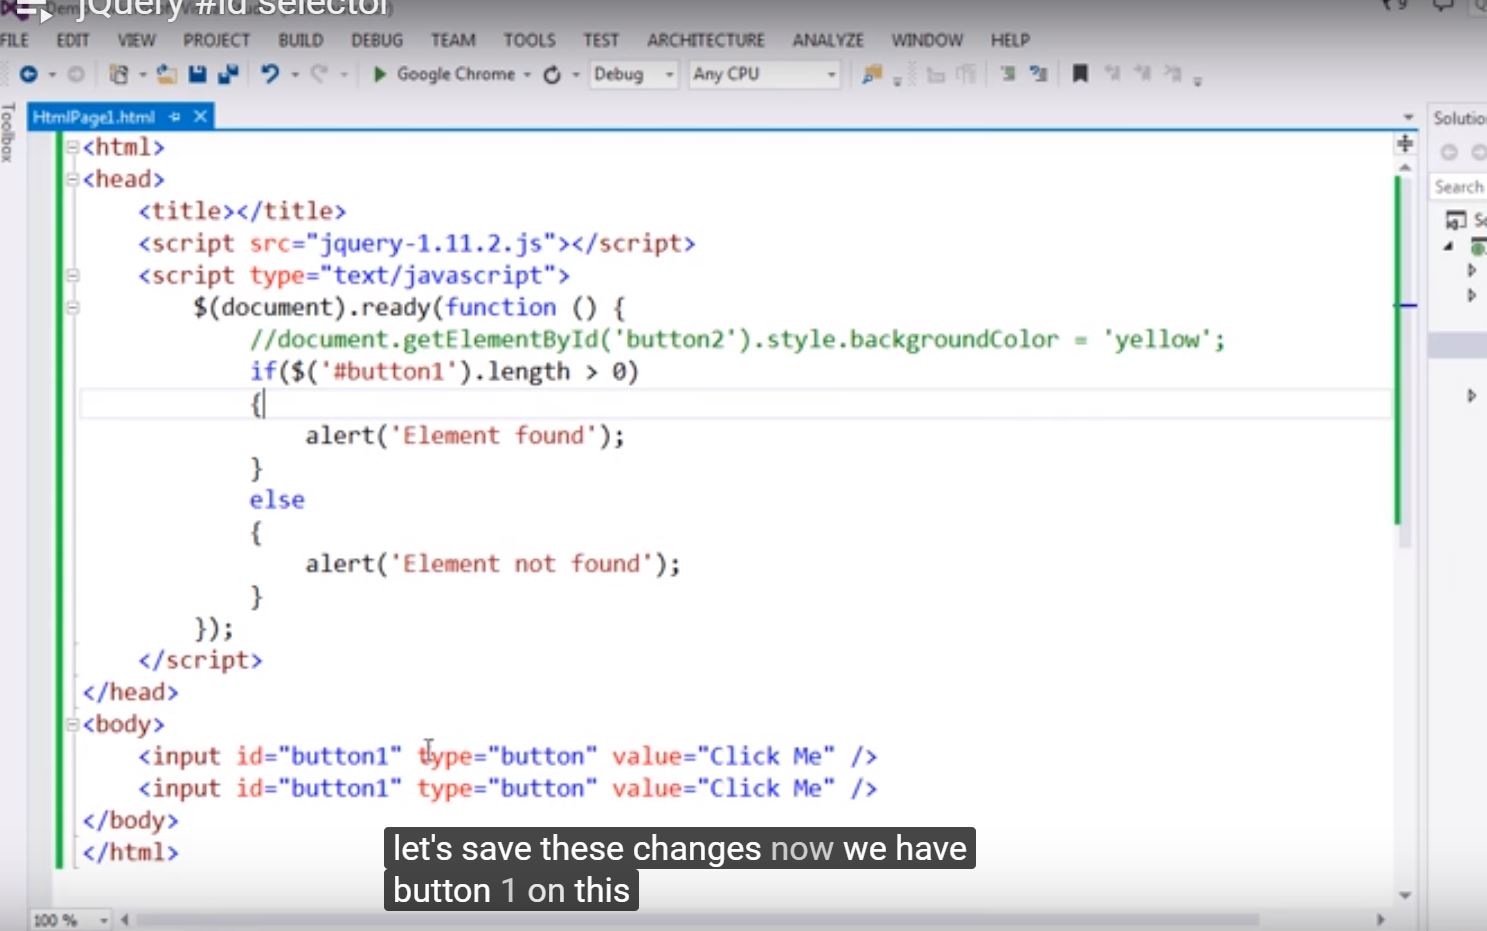 jQuery #id selector
FILE EDIT VIEW PROJECT BUILD DEBUG TEAM TOOLS TEST ARCHITECTURE ANALYZE WINDOW HELP
Google Chrome Debug Any CPU
Toolbox
HtmlPage1.html
Search
<html>
<head>
<title></title>
<script src="jquery-1.11.2.js"></script>
<script type="text/javascript">
$(document).ready(function () {
//document.getElementById('button2').style.backgroundColor = 'yellow';
if($('#button1').length > 0)
{
alert('Element found');
}
else
{
alert('Element not found');
}
});
</script>
</head>
<body>
<input id="button1" type="button" value="Click Me" />
<input id="button1" type="button" value="Click Me" />
</body>
</html>
let's save these changes now we have
button 1 on this
100 %